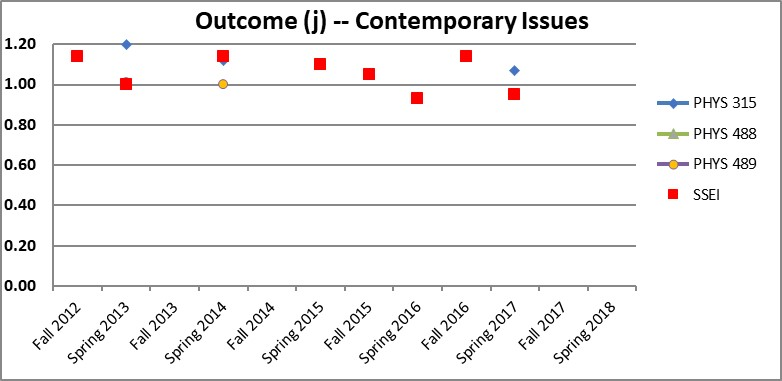 Outcome (j) -- Contemporary Issues
1.20
1.00
0.80
0.60
0.40
0.20
0.00
Fall 2012
Spring 2013
Fall 2013
Spring 2014
Fall 2014
Spring 2015
Fall 2015
Spring 2016
Fall 2016
Spring 2017
Fall 2017
Spring 2018
PHYS 315
PHYS 488
PHYS 489
SSEI